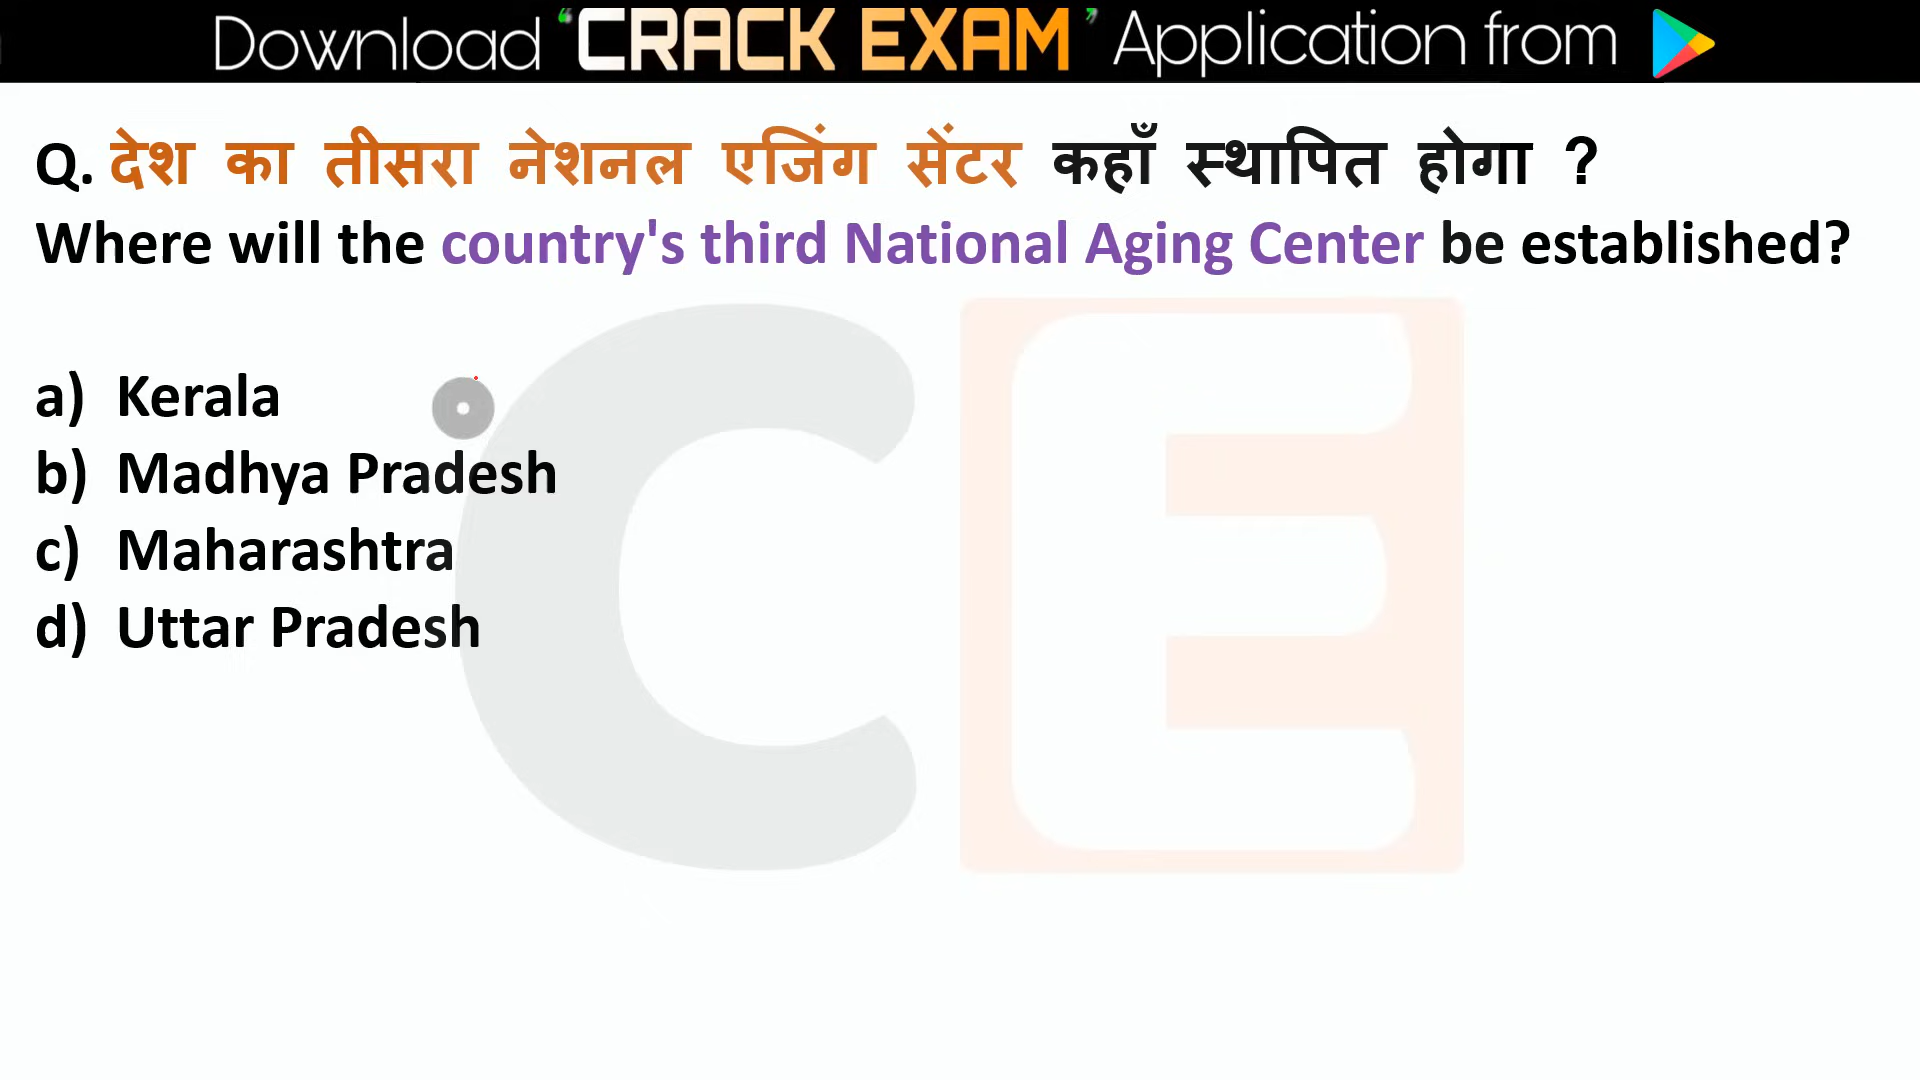 Download ‘CRACK EXAM’ Application from
Q. देश का तीसरा नेशनल एजिंग सेंटर कहाँ स्थापित होगा ?
Where will the country's third National Aging Center be established?
a) Kerala
b) Madhya Pradesh
c) Maharashtra
d) Uttar Pradesh
CE